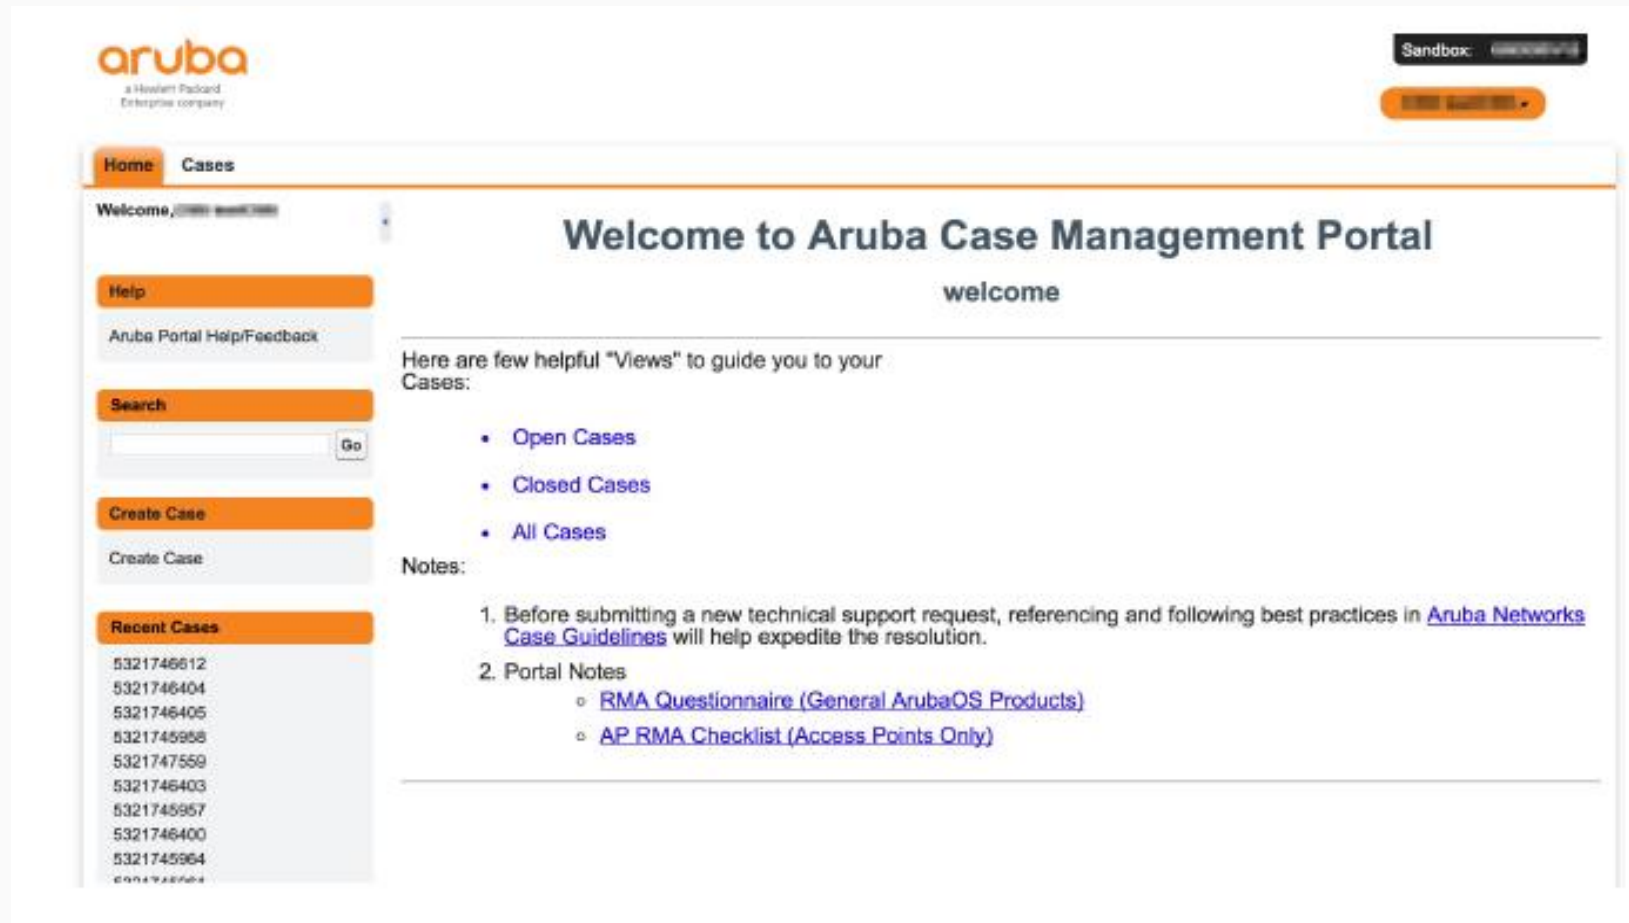 aruba
a Hewlett Packard
Enterprise company
Sandbox:
Home Cases
Welcome,
Help
Aruba Portal Help/Feedback
Search
Go
Create Case
Create Case
Recent Cases
5321746612
5321746404
5321746405
5321745958
5321747559
5321746403
5321745957
5321746400
5321745964
Welcome to Aruba Case Management Portal
welcome
Here are few helpful "Views" to guide you to your
Cases:
• Open Cases
• Closed Cases
• All Cases
Notes:
1. Before submitting a new technical support request, referencing and following best practices in Aruba Networks
Case Guidelines will help expedite the resolution.
2. Portal Notes
○ RMA Questionnaire (General ArubaOS Products)
○ AP RMA Checklist (Access Points Only)